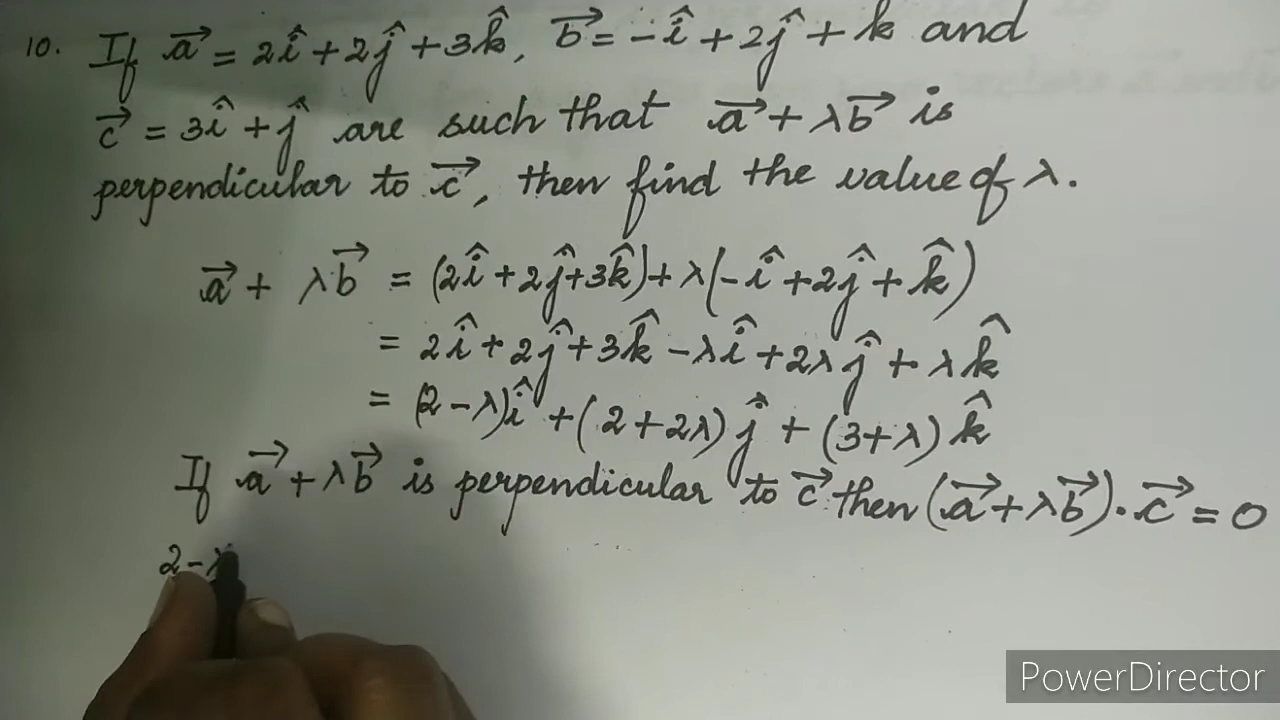 10. If a⃗ = 2î + 2ĵ + 3k̂, b⃗ = -î + 2ĵ + k and
c⃗ = 3î + ĵ are such that a⃗ + λb⃗ is
perpendicular to c⃗, then find the value of λ.
a⃗ + λb⃗ = (2î + 2ĵ + 3k̂) + λ(-î + 2ĵ + k̂)
= 2î + 2ĵ + 3k̂ - λî + 2λĵ + λk̂
= (2 - λ)î + (2 + 2λ)ĵ + (3 + λ)k̂
If a⃗ + λb⃗ is perpendicular to c⃗ then (a⃗ + λb⃗) . c⃗ = 0
2 - λ
PowerDirector